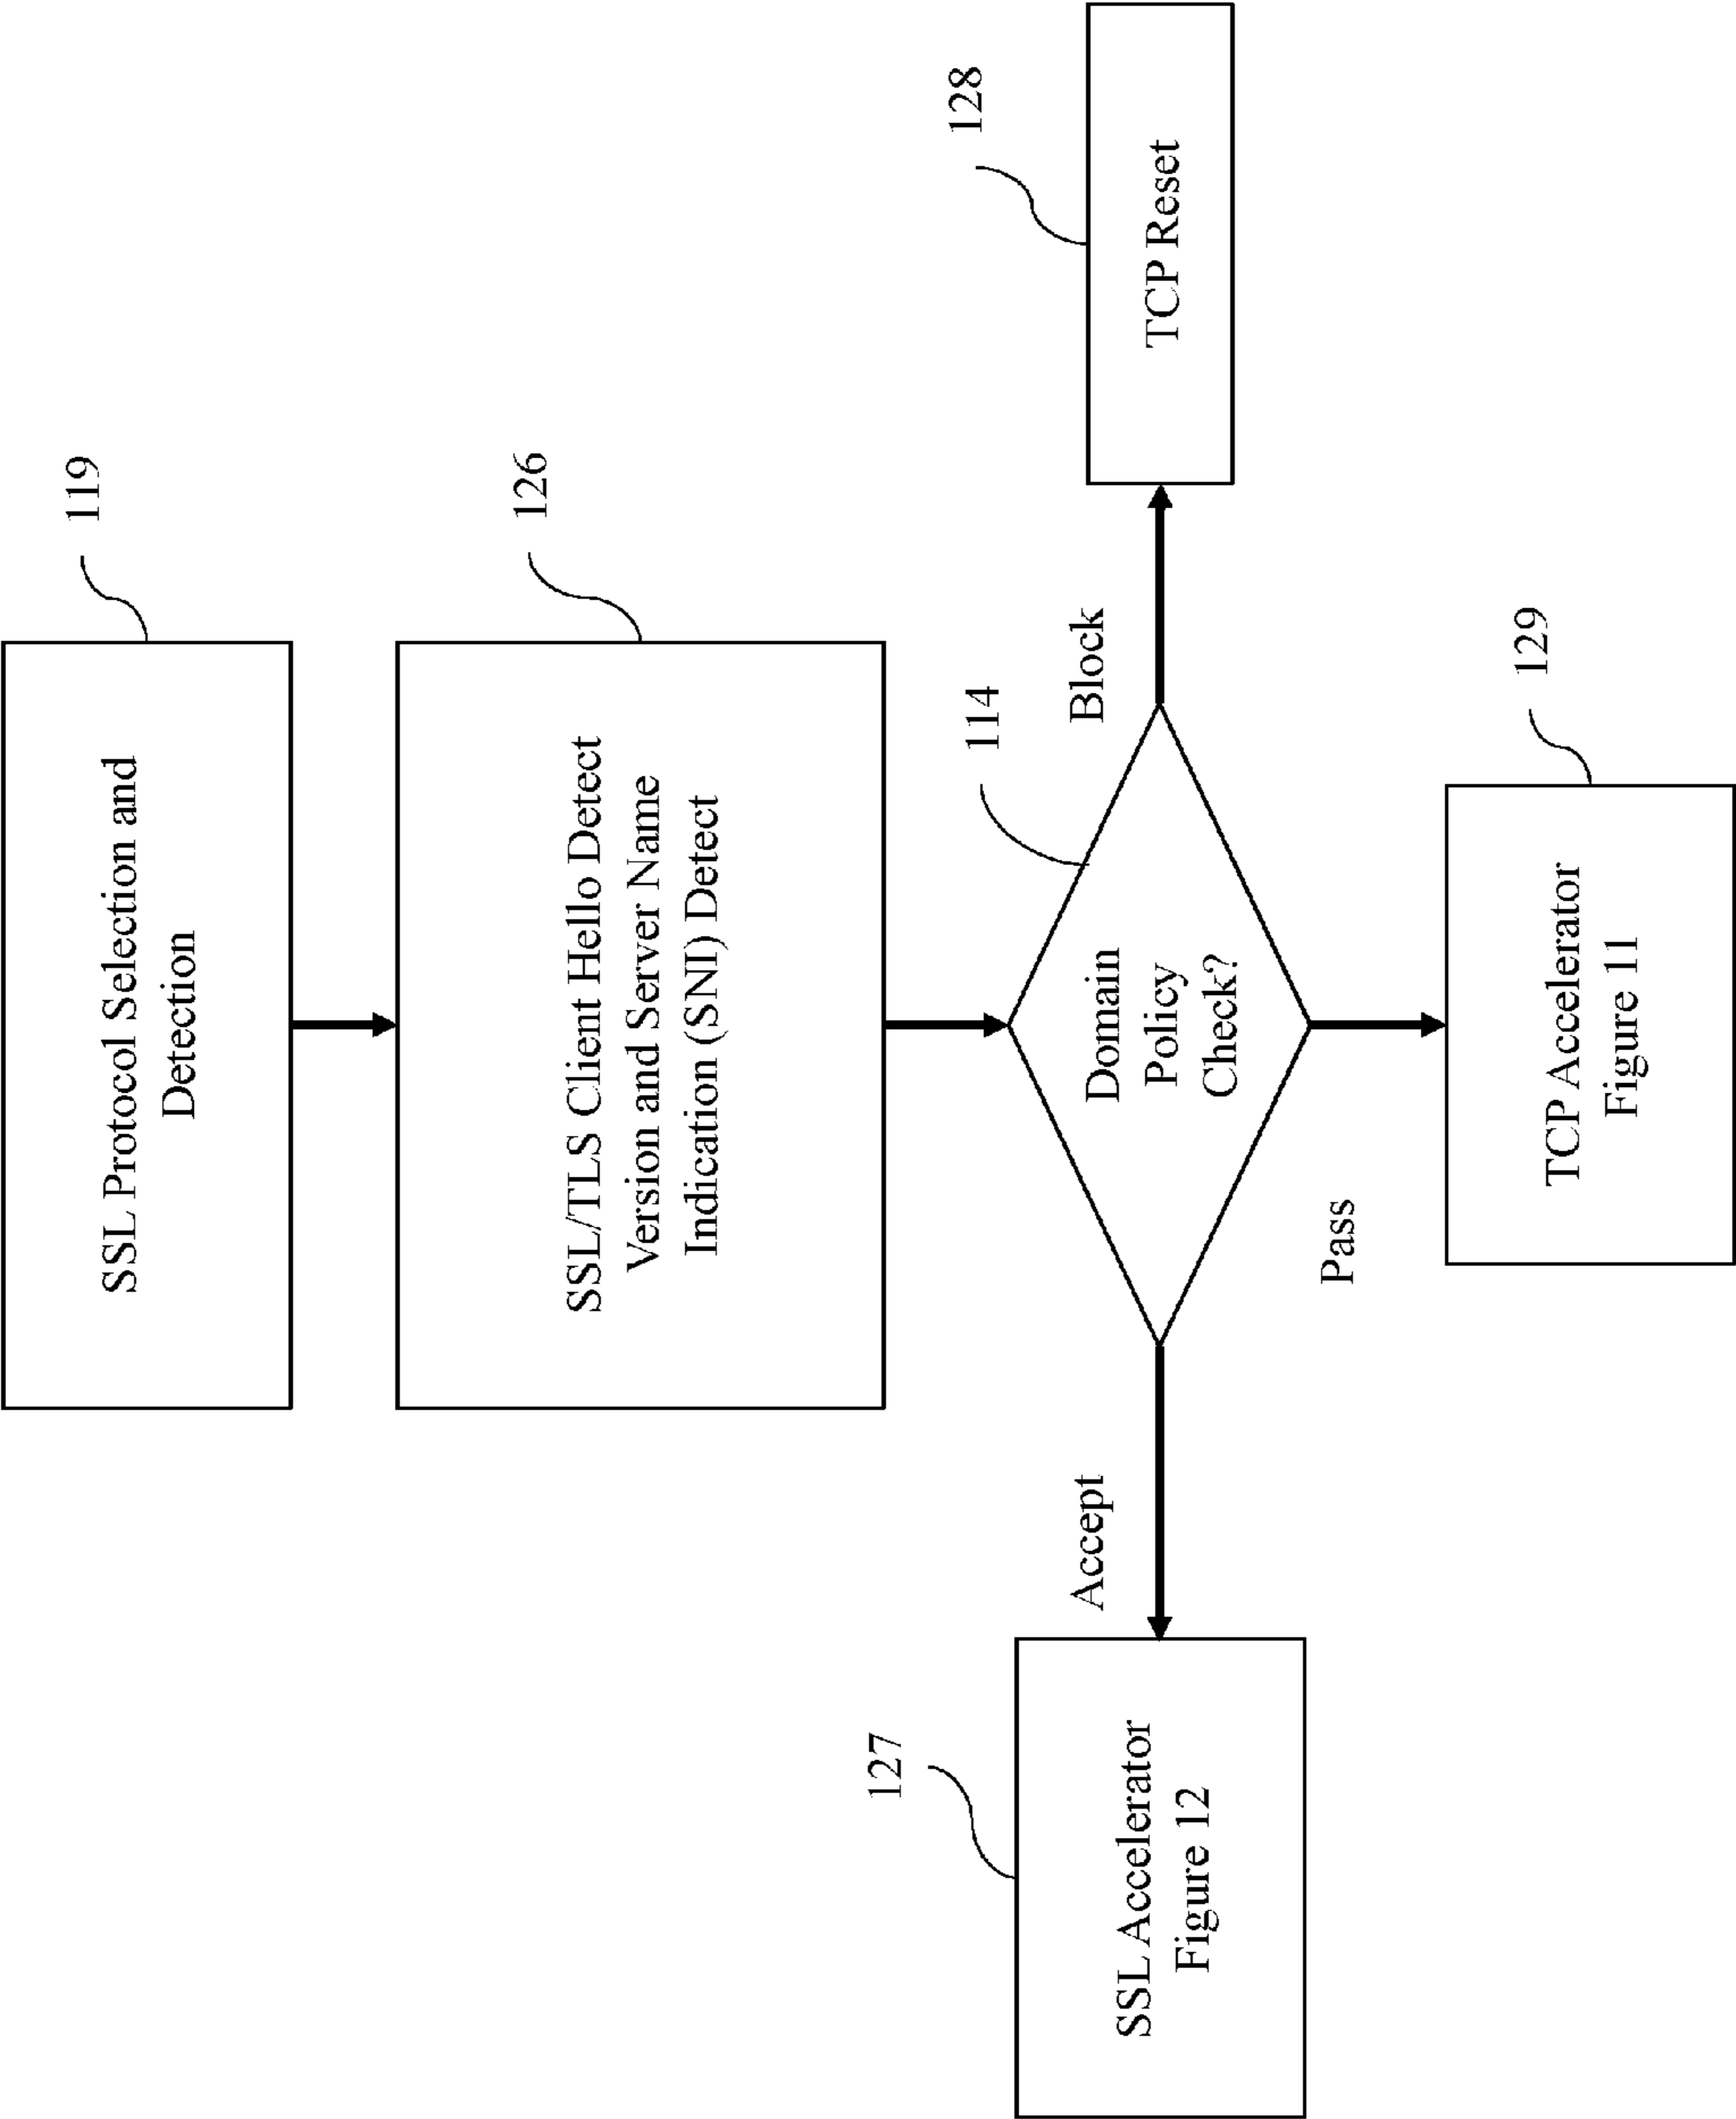 119
SSL Protocol Selection and
Detection
126
SSL/TLS Client Hello Detect
Version and Server Name
Indication (SNI) Detect
114
Domain
Policy
Check?
Accept
Block
Pass
127
SSL Accelerator
Figure 12
128
TCP Reset
129
TCP Accelerator
Figure 11